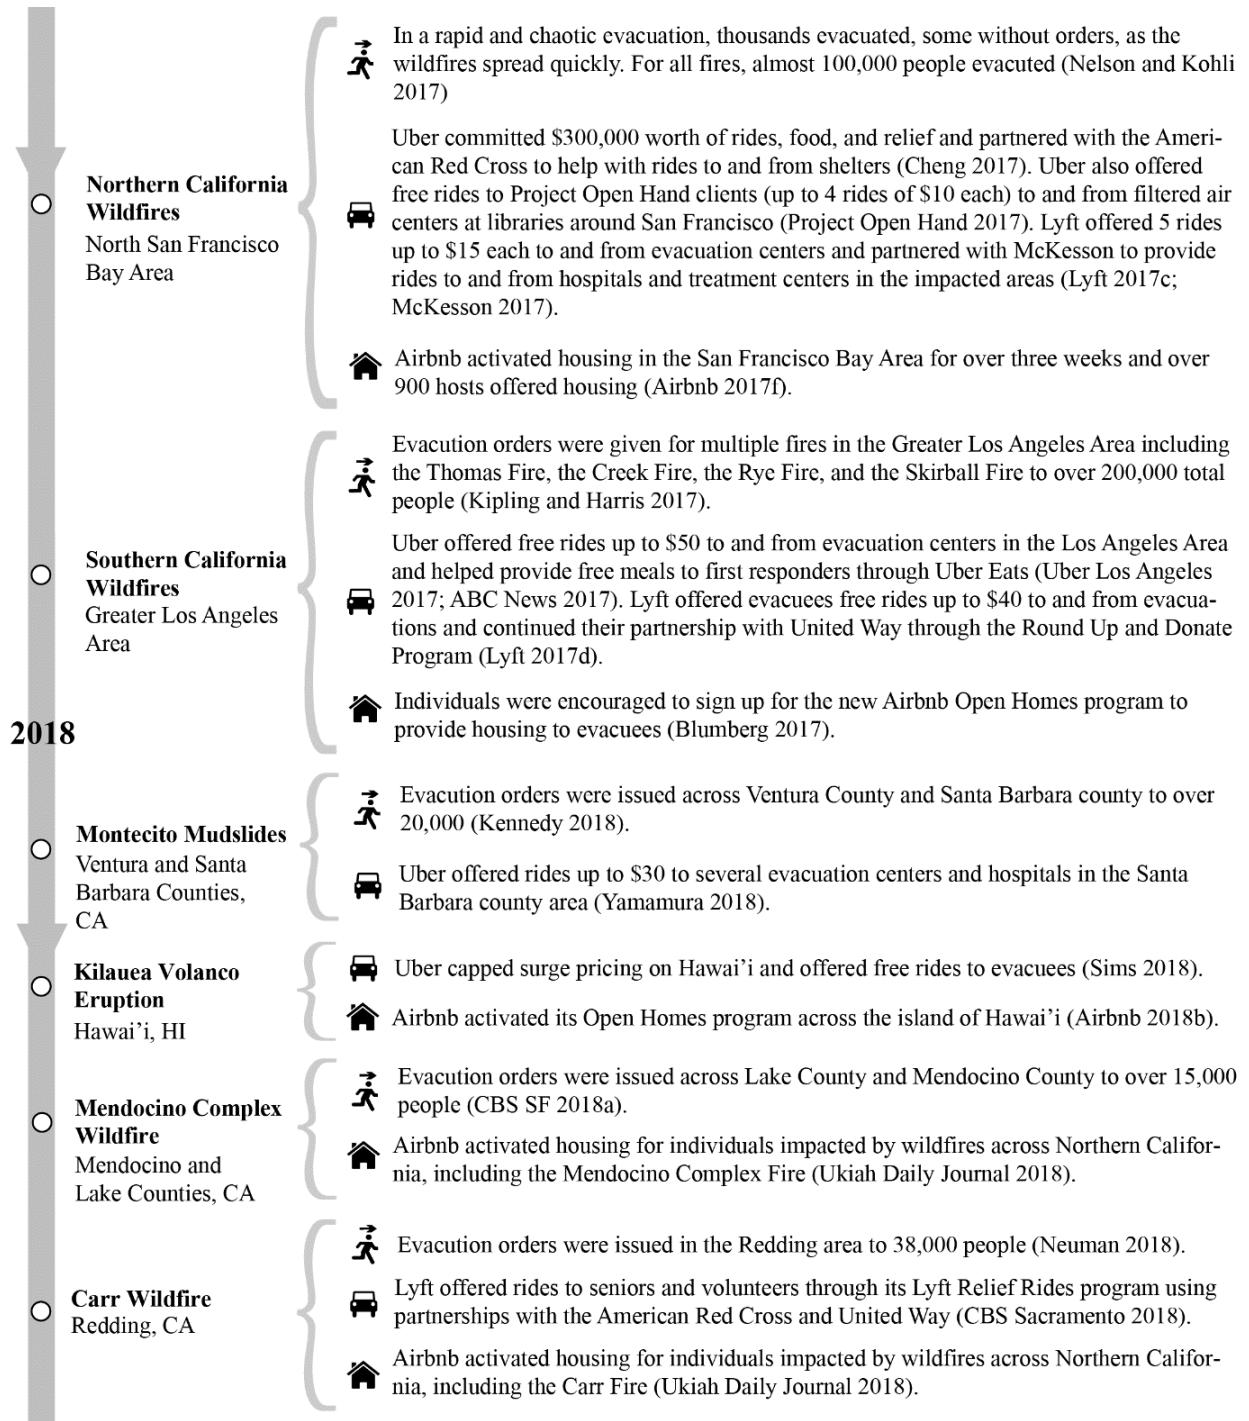 In a rapid and chaotic evacuation, thousands evacuated, some without orders, as the
wildfires spread quickly. For all fires, almost 100,000 people evacuted (Nelson and Kohli
2017)
Northern California
Wildfires
North San Francisco
Bay Area
Uber committed $300,000 worth of rides, food, and relief and partnered with the Ameri-
can Red Cross to help with rides to and from shelters (Cheng 2017). Uber also offered
free rides to Project Open Hand clients (up to 4 rides of $10 each) to and from filtered air
centers at libraries around San Francisco (Project Open Hand 2017). Lyft offered 5 rides
up to $15 each to and from evacuation centers and partnered with McKesson to provide
rides to and from hospitals and treatment centers in the impacted areas (Lyft 2017c;
McKesson 2017).
Airbnb activated housing in the San Francisco Bay Area for over three weeks and over
900 hosts offered housing (Airbnb 2017f).
Evacution orders were given for multiple fires in the Greater Los Angeles Area including
the Thomas Fire, the Creek Fire, the Rye Fire, and the Skirball Fire to over 200,000 total
people (Kipling and Harris 2017).
Southern California
Wildfires
Greater Los Angeles
Area
Uber offered free rides up to $50 to and from evacuation centers in the Los Angeles Area
and helped provide free meals to first responders through Uber Eats (Uber Los Angeles
2017; ABC News 2017). Lyft offered evacuees free rides up to $40 to and from evacua-
tions and continued their partnership with United Way through the Round Up and Donate
Program (Lyft 2017d).
Individuals were encouraged to sign up for the new Airbnb Open Homes program to
provide housing to evacuees (Blumberg 2017).
2018
Evacution orders were issued across Ventura County and Santa Barbara county to over
20,000 (Kennedy 2018).
Montecito Mudslides
Ventura and Santa
Barbara Counties,
CA
Uber offered rides up to $30 to several evacuation centers and hospitals in the Santa
Barbara county area (Yamamura 2018).
Kilauea Volanco
Eruption
Hawai'i, HI
Uber capped surge pricing on Hawai'i and offered free rides to evacuees (Sims 2018).
Airbnb activated its Open Homes program across the island of Hawai'i (Airbnb 2018b).
Evacution orders were issued across Lake County and Mendocino County to over 15,000
people (CBS SF 2018a).
Mendocino Complex
Wildfire
Mendocino and
Lake Counties, CA
Airbnb activated housing for individuals impacted by wildfires across Northern Califor-
nia, including the Mendocino Complex Fire (Ukiah Daily Journal 2018).
Evacution orders were issued in the Redding area to 38,000 people (Neuman 2018).
Carr Wildfire
Redding, CA
Lyft offered rides to seniors and volunteers through its Lyft Relief Rides program using
partnerships with the American Red Cross and United Way (CBS Sacramento 2018).
Airbnb activated housing for individuals impacted by wildfires across Northern Califor-
nia, including the Carr Fire (Ukiah Daily Journal 2018).